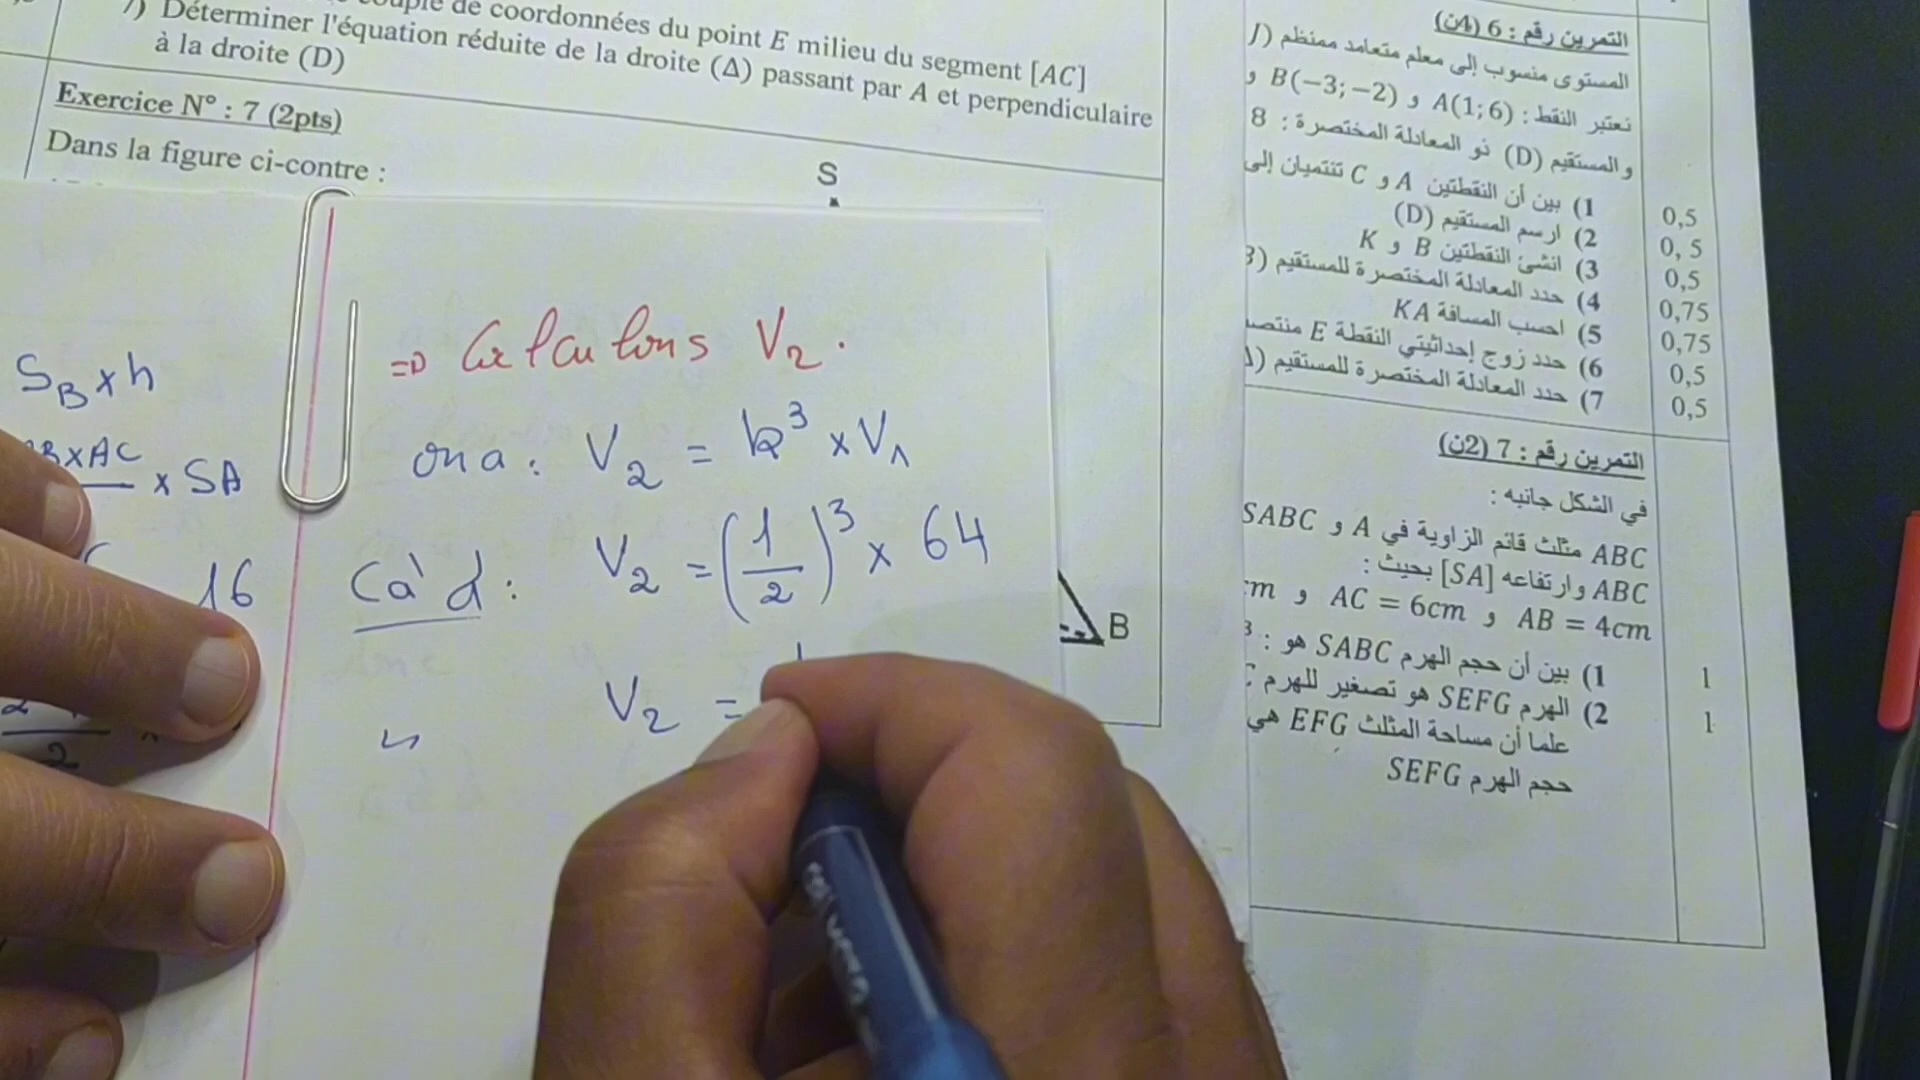 de coordonnées du point E milieu du segment [AC]
7) Déterminer l'équation réduite de la droite (Δ) passant par A et perpendiculaire
à la droite (D)
Exercice N° : 7 (2pts)
Dans la figure ci-contre :
S
B
=> Calculons V₂.
on a : V₂ = k³ x V₁
Cà d : V₂ = (1/2)³ x 64
V₂ =
S_B x h
x AC
x SA
16
2
التمرين رقم : 6 (4ن)
المستوى منسوب إلى معلم متعامد ممنظم
نعتبر النقط : A(1; 6) و B(−3; −2) و
و المستقيم (D) ذو المعادلة المختصرة : 8
1) بين أن النقطتين A و C تنتميان إلى
0,5
2) ارسم المستقيم (D)
0, 5
3) انشئ النقطتين B و K
0,5
4) حدد المعادلة المختصرة للمستقيم
0,75
5) احسب المسافة KA
0,75
6) حدد زوج إحداثيتي النقطة E
0,5
7) حدد المعادلة المختصرة للمستقيم
0,5
التمرين رقم : 7 (2ن)
في الشكل جانبه :
ABC مثلث قائم الزاوية في A و SABC
ABC وارتفاعه [SA] بحيث :
AB = 4cm و AC = 6cm و
1) بين أن حجم الهرم SABC هو :
1
2) الهرم SEFG هو تصغير للهرم
1
علما أن مساحة المثلث EFG هي
حجم الهرم SEFG